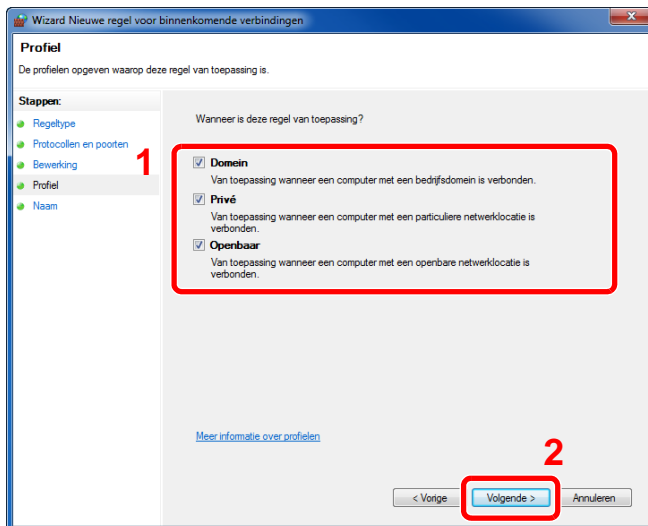 Wizard Nieuwe regel voor binnenkomende verbindingen
Profiel
De profielen opgeven waarop deze regel van toepassing is.
Stappen:
Regeltype
Protocollen en poorten
Bewerking
Profiel
Naam
1
Wanneer is deze regel van toepassing?
Domein
Van toepassing wanneer een computer met een bedrijfsdomein is verbonden.
Privé
Van toepassing wanneer een computer met een particuliere netwerklocatie is
verbonden.
Openbaar
Van toepassing wanneer een computer met een openbare netwerklocatie is
verbonden.
Meer informatie over profielen
2
< Vorige
Volgende >
Annuleren